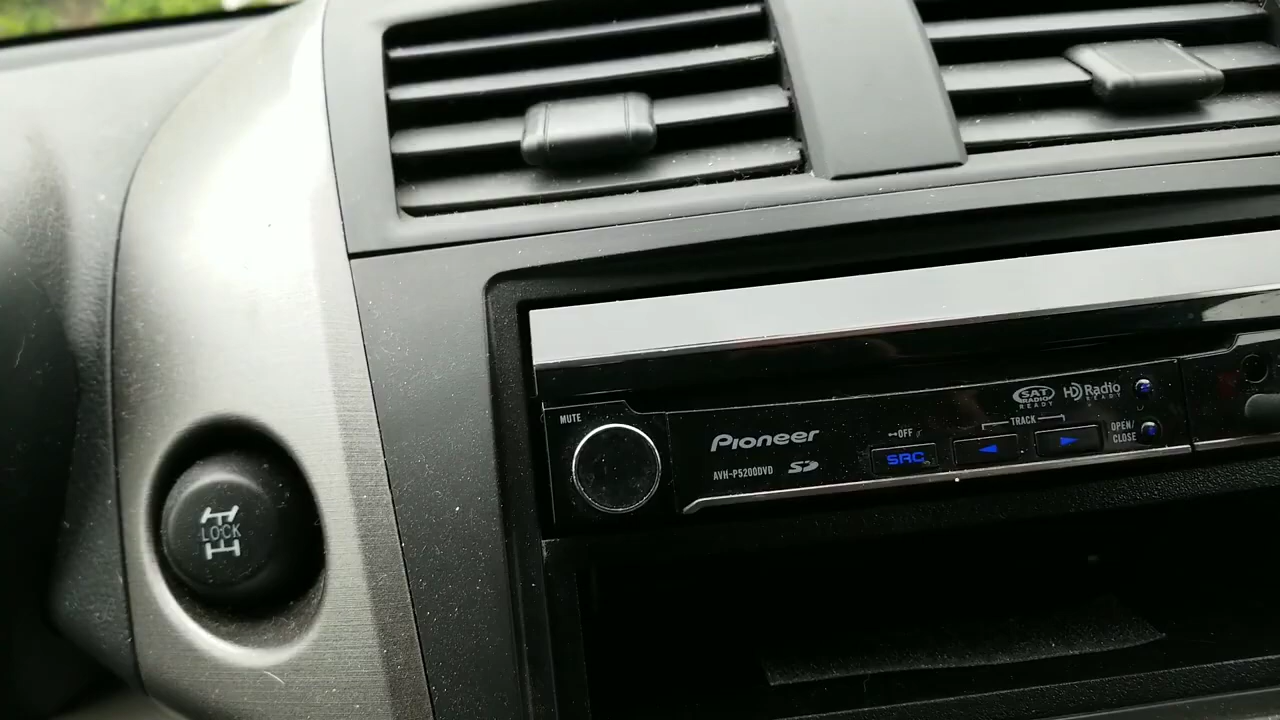 MUTE
Pioneer
AVH-P5200DVD
SD
OFF
SRC
TRACK
SAT
RADIO
READY
HD Radio
READY
OPEN/
CLOSE
LOCK